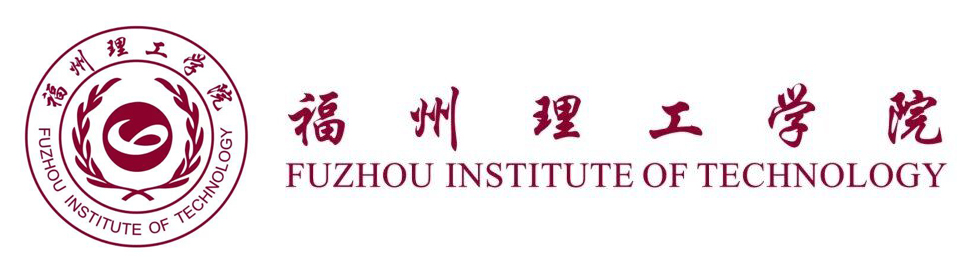 福州理工学院
FUZHOU INSTITUTE OF TECHNOLOGY
福州理工学院
FUZHOU INSTITUTE OF TECHNOLOGY